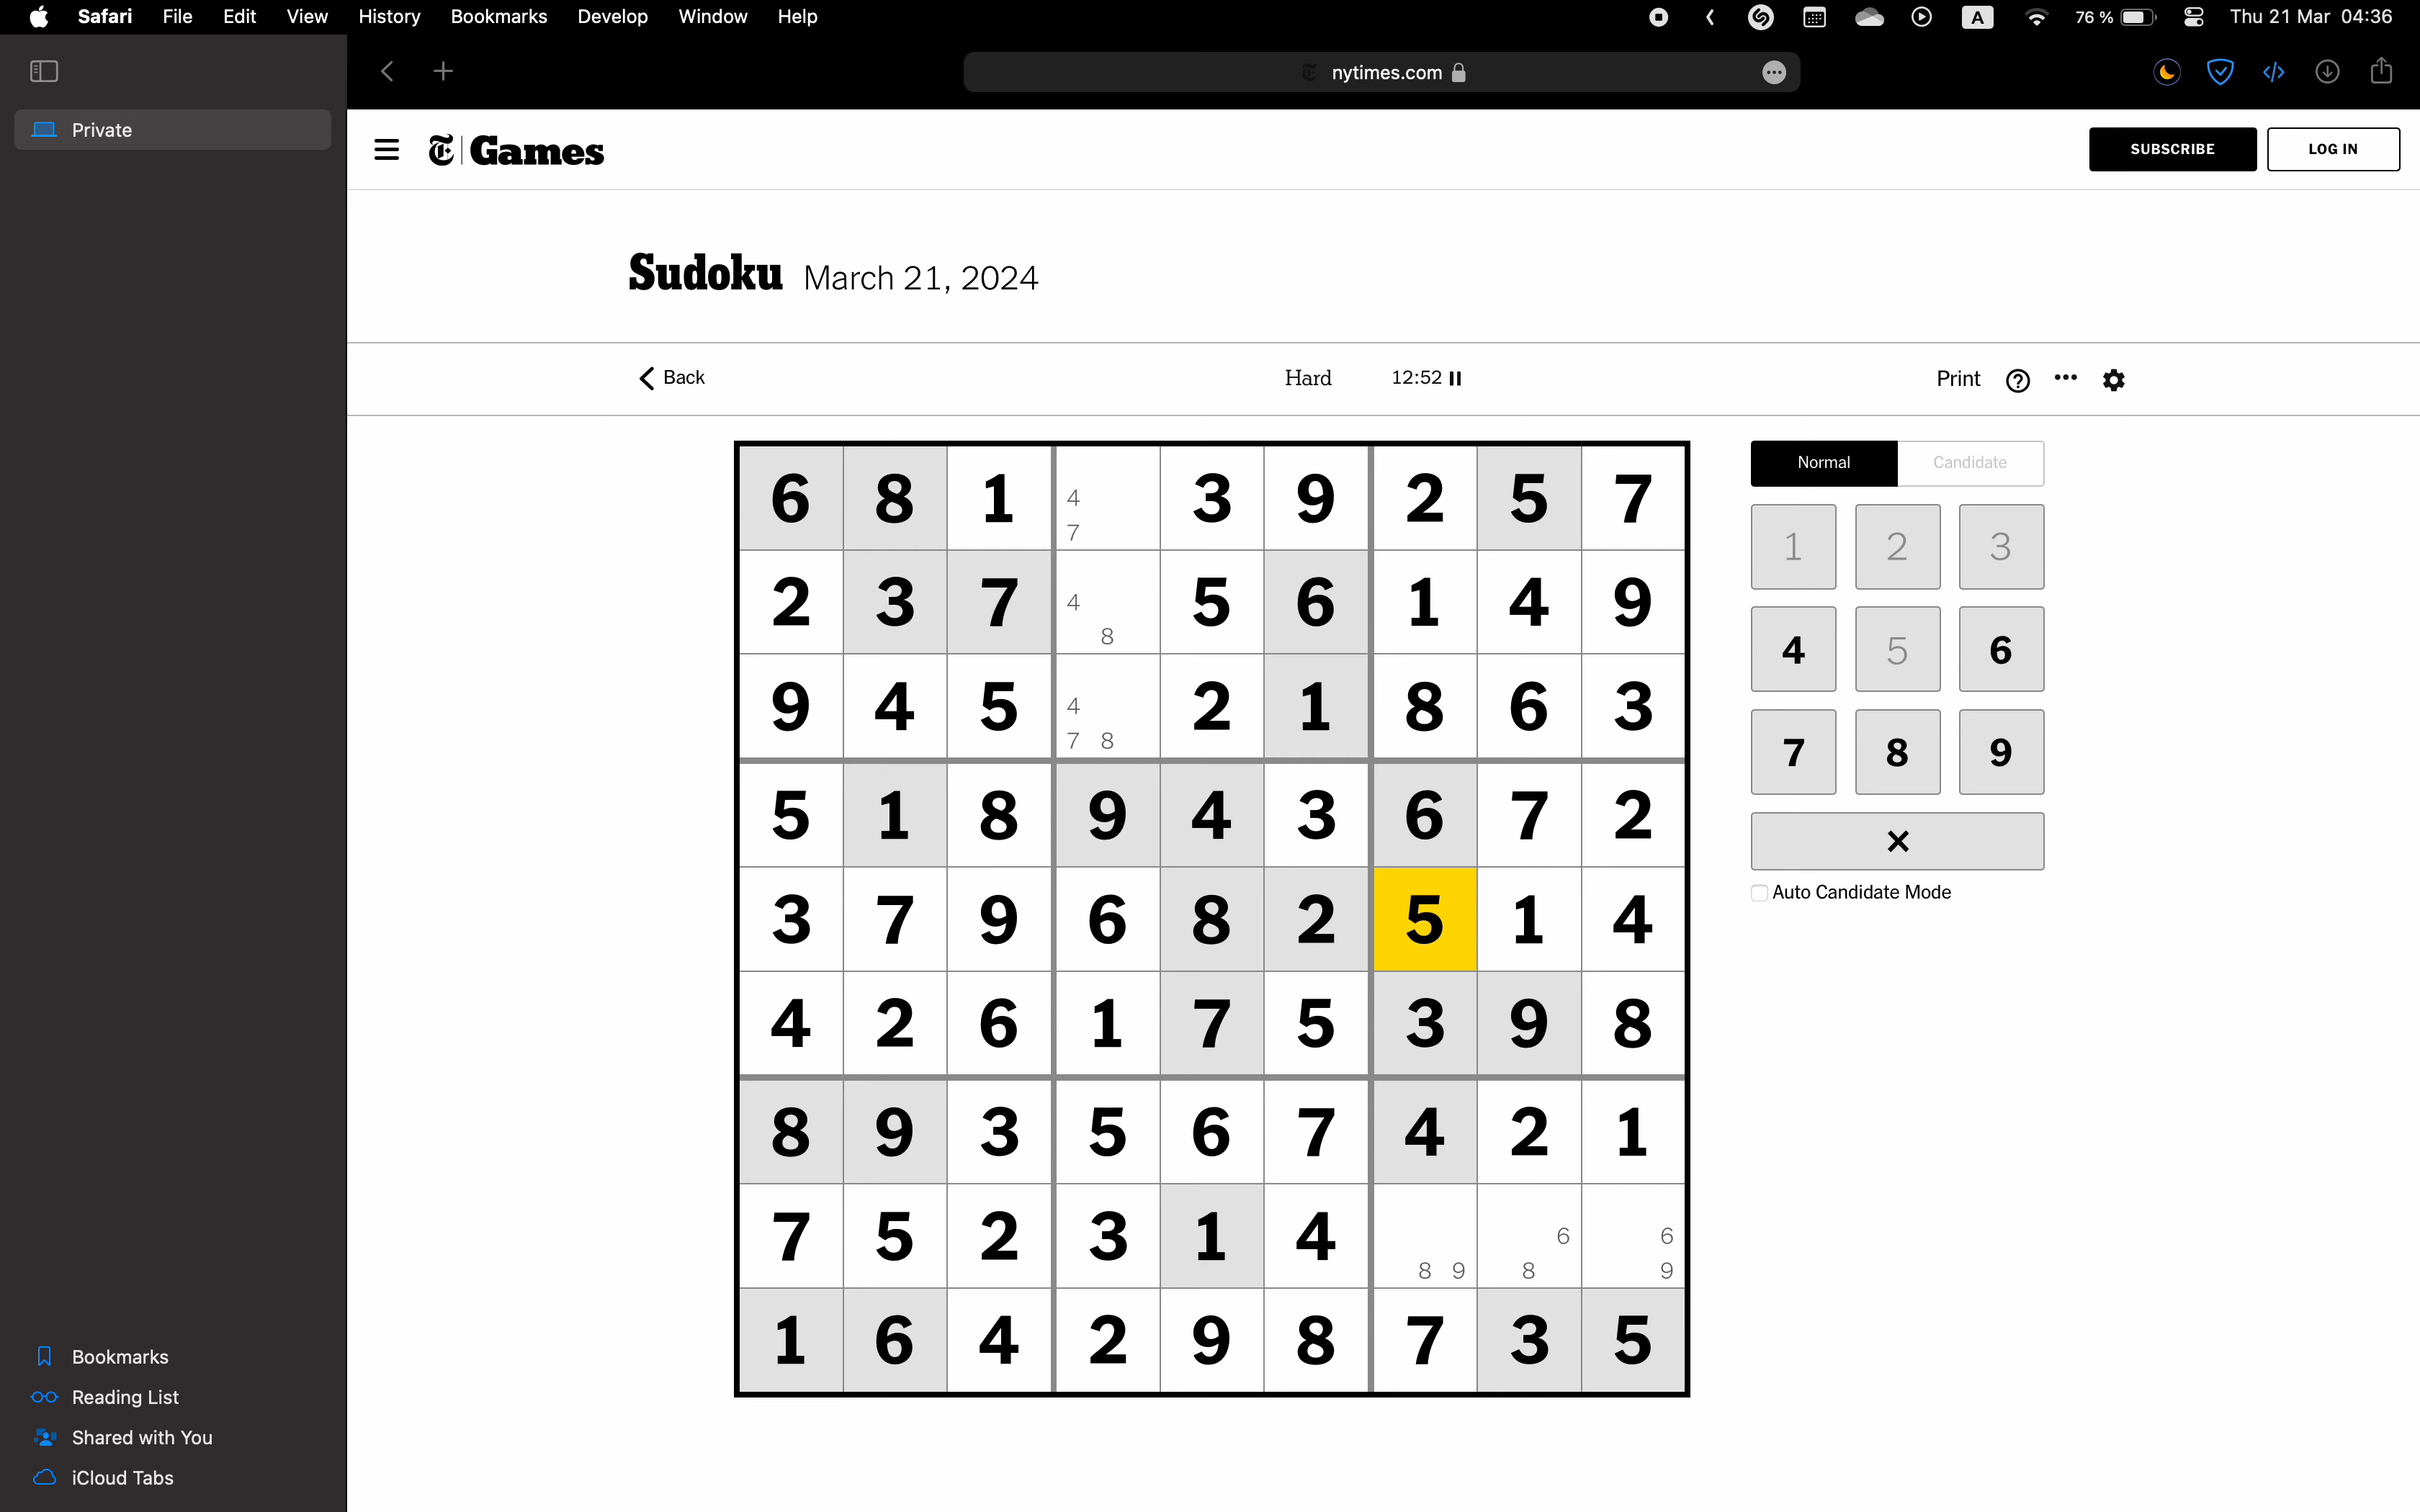 Safari File Edit View History Bookmarks Develop Window Help A 76 % Thu 21 Mar 04:36
nytimes.com
Private
T Games SUBSCRIBE LOG IN
Sudoku March 21, 2024
Back Hard 12:52 Print ? •••
Normal Candidate
6 8 1 4 7 3 9 2 5 7
2 3 7 4 8 5 6 1 4 9
9 4 5 4 7 8 2 1 8 6 3
5 1 8 9 4 3 6 7 2
3 7 9 6 8 2 5 1 4
4 2 6 1 7 5 3 9 8
8 9 3 5 6 7 4 2 1
7 5 2 3 1 4 8 9 6 8 6 9
1 6 4 2 9 8 7 3 5
1 2 3
4 5 6
7 8 9
X
Auto Candidate Mode
Bookmarks
Reading List
Shared with You
iCloud Tabs